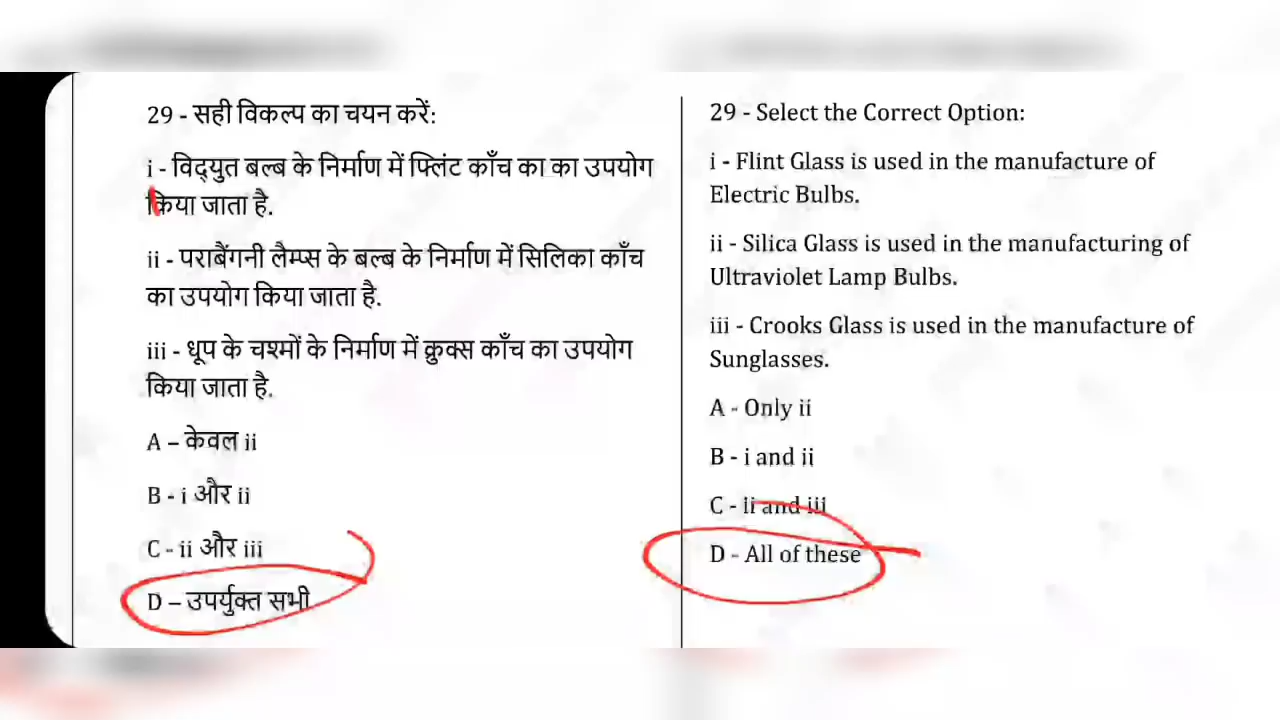 29 - सही विकल्प का चयन करें:
i - विद्युत बल्ब के निर्माण में फ्लिंट काँच का का उपयोग
किया जाता है.
ii - पराबैंगनी लैम्प्स के बल्ब के निर्माण में सिलिका काँच
का उपयोग किया जाता है.
iii - धूप के चश्मों के निर्माण में क्रुक्स काँच का उपयोग
किया जाता है.
A – केवल ii
B - i और ii
C - ii और iii
D – उपर्युक्त सभी
29 - Select the Correct Option:
i - Flint Glass is used in the manufacture of
Electric Bulbs.
ii - Silica Glass is used in the manufacturing of
Ultraviolet Lamp Bulbs.
iii - Crooks Glass is used in the manufacture of
Sunglasses.
A - Only ii
B - i and ii
C - ii and iii
D - All of these